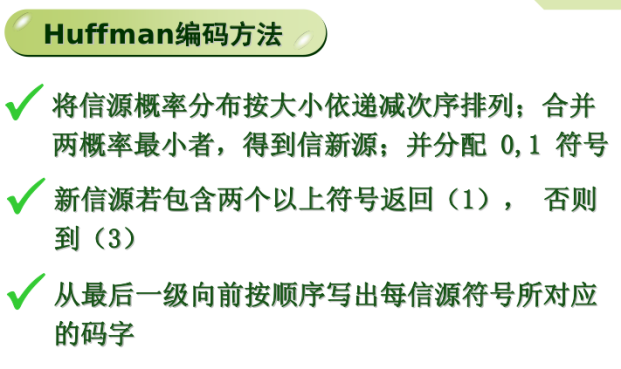 Huffman编码方法
将信源概率分布按大小依递减次序排列；合并
两概率最小者，得到信新源；并分配 0,1 符号
新信源若包含两个以上符号返回（1）， 否则
到（3）
从最后一级向前按顺序写出每信源符号所对应
的码字